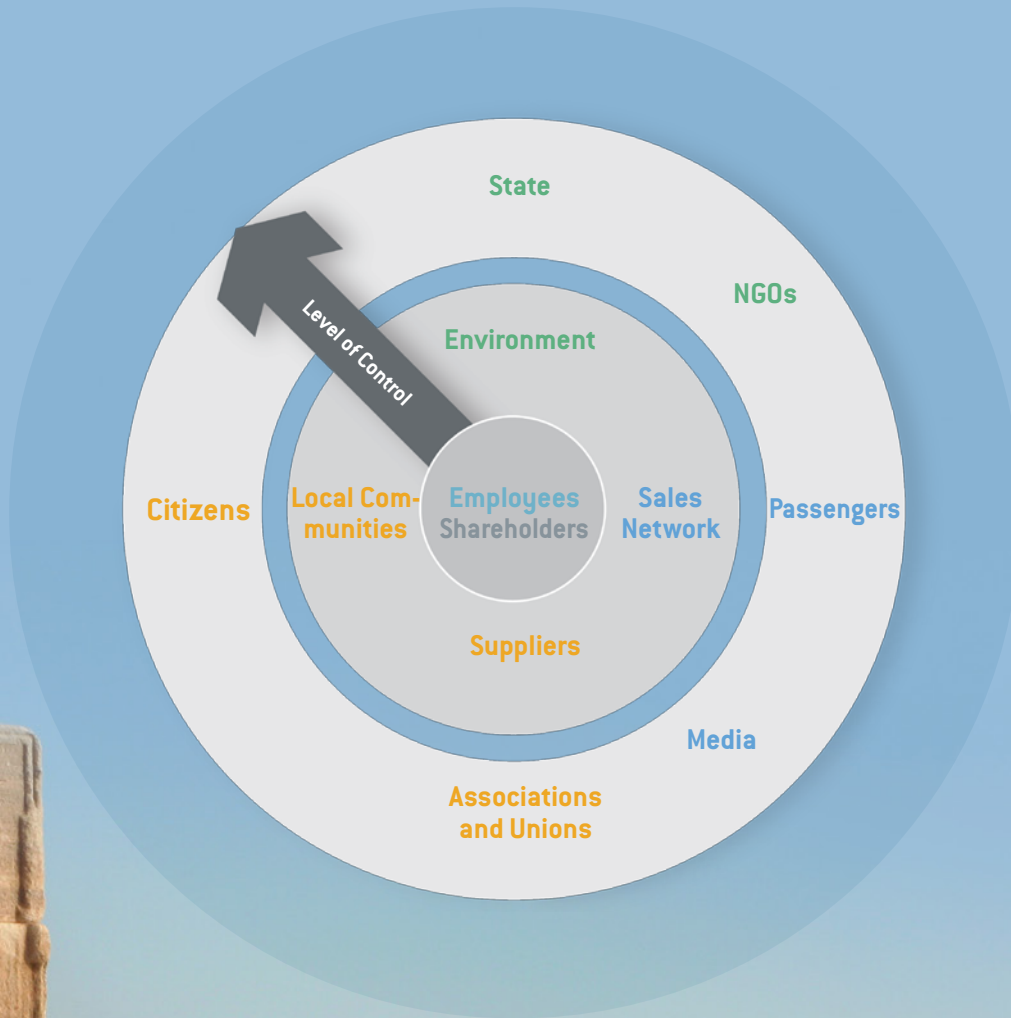 State
NGOs
Level of Control
Environment
Citizens
Local Com-
munities
Employees
Shareholders
Sales
Network
Passengers
Suppliers
Media
Associations
and Unions